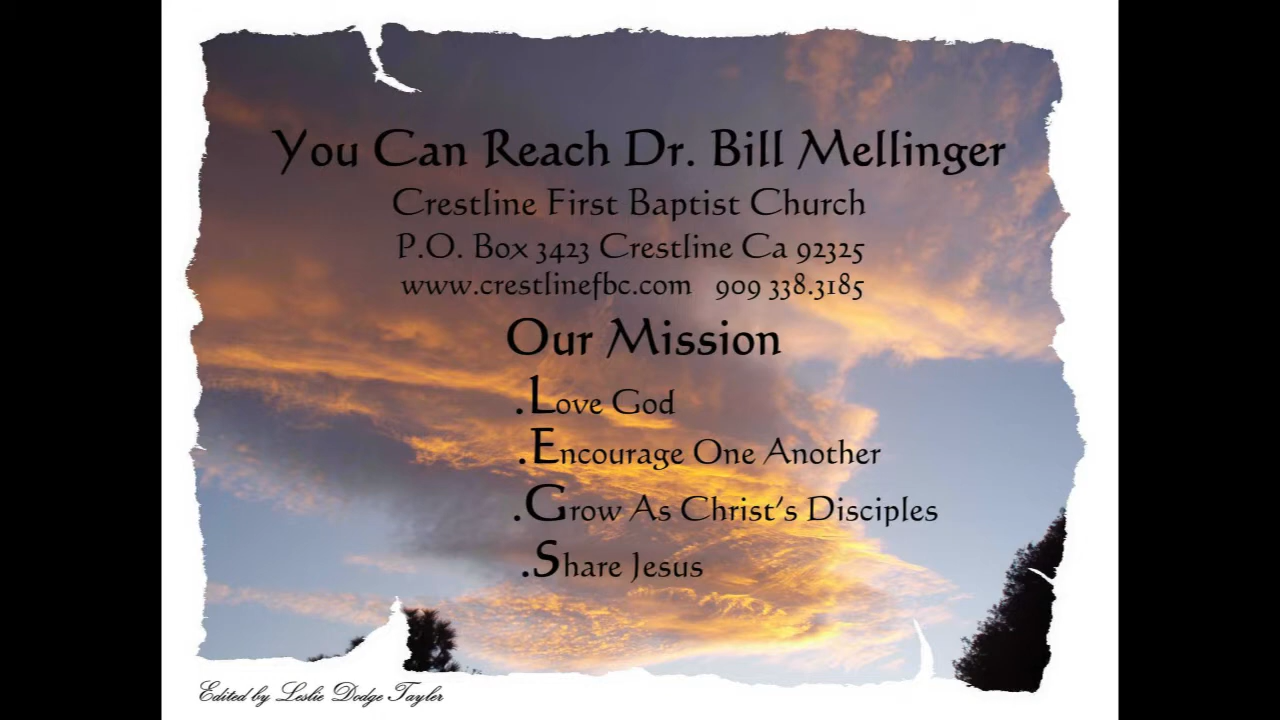 You Can Reach Dr. Bill Mellinger
Crestline First Baptist Church
P.O. Box 3423 Crestline Ca 92325
www.crestlinefbc.com 909 338.3185
Our Mission
.Love God
.Encourage One Another
.Grow As Christ's Disciples
.Share Jesus
Edited by Leslie Dodge Taylor